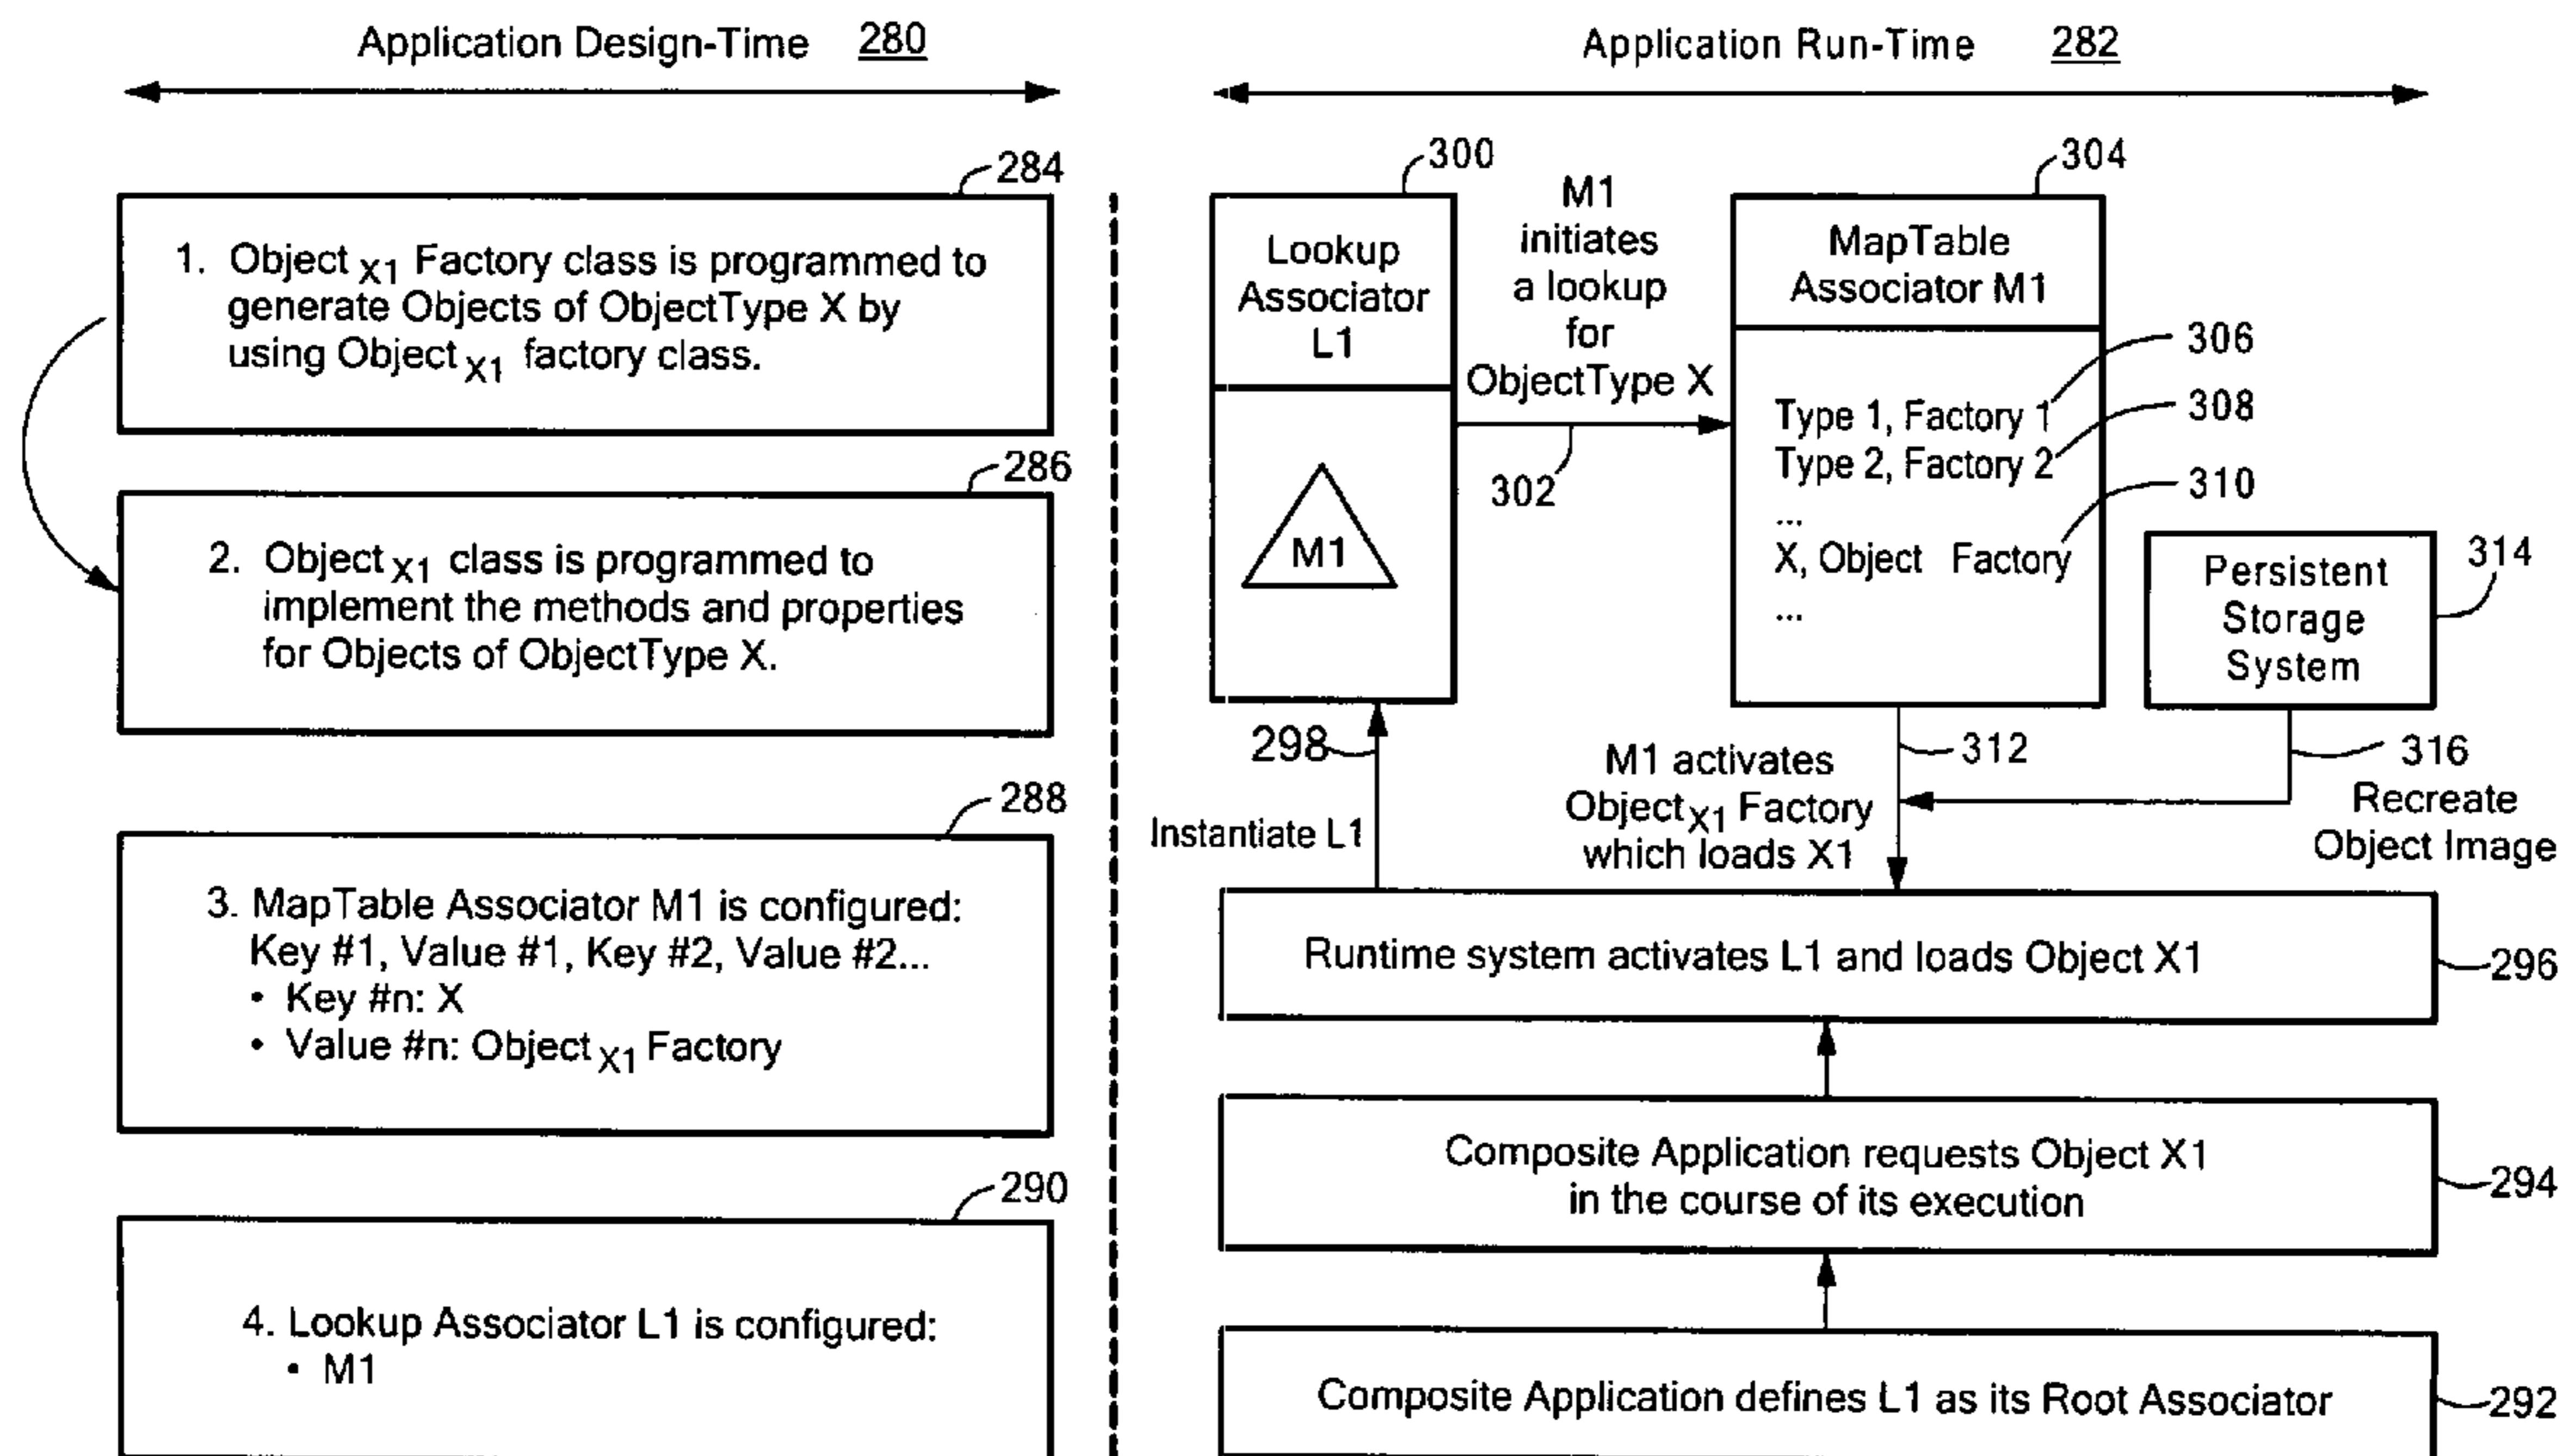 Application Design-Time 280
284
1. Object X1 Factory class is programmed to
generate Objects of ObjectType X by
using Object X1 factory class.
286
2. Object X1 class is programmed to
implement the methods and properties
for Objects of ObjectType X.
288
3. MapTable Associator M1 is configured:
Key #1, Value #1, Key #2, Value #2...
• Key #n: X
• Value #n: Object X1 Factory
290
4. Lookup Associator L1 is configured:
• M1
Application Run-Time 282
300
Lookup
Associator
L1
M1
M1
initiates
a lookup
for
ObjectType X
302
304
MapTable
Associator M1
306
308
310
Type 1, Factory 1
Type 2, Factory 2
...
X, Object Factory
...
Persistent
Storage
System
314
298
Instantiate L1
M1 activates
Object X1 Factory
which loads X1
312
316
Recreate
Object Image
Runtime system activates L1 and loads Object X1
296
Composite Application requests Object X1
in the course of its execution
294
Composite Application defines L1 as its Root Associator
292